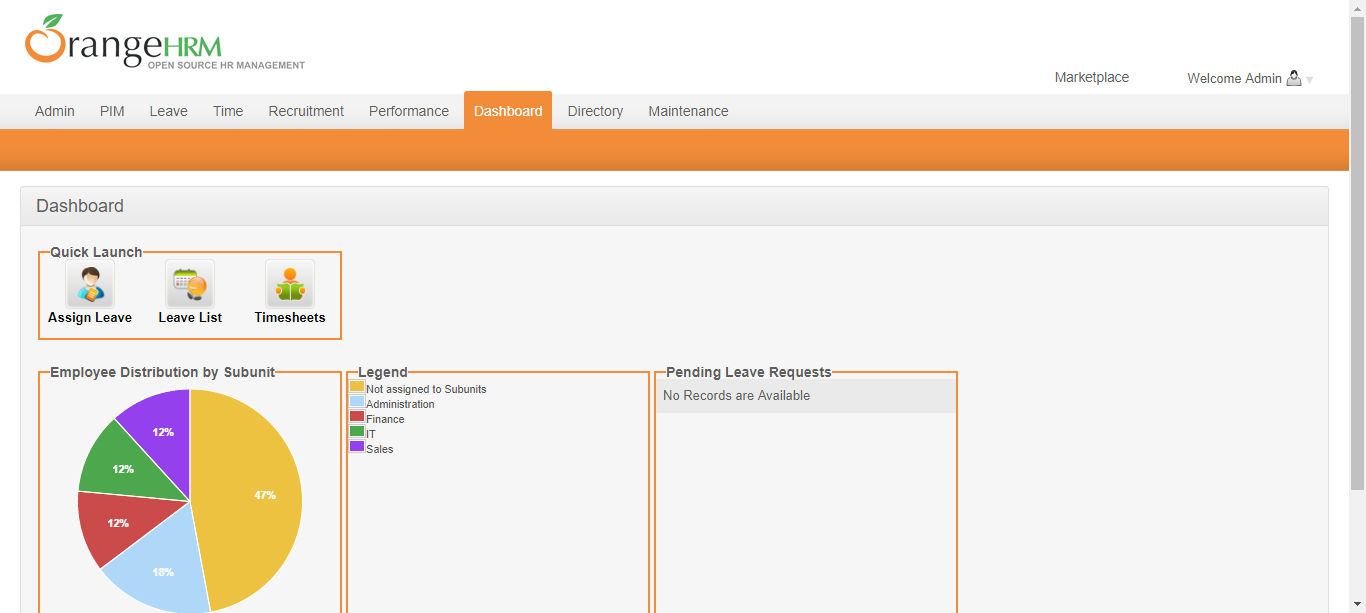 OrangeHRM
OPEN SOURCE HR MANAGEMENT
Marketplace Welcome Admin
Admin PIM Leave Time Recruitment Performance Dashboard Directory Maintenance
Dashboard
Quick Launch
Assign Leave Leave List Timesheets
Employee Distribution by Subunit
12%
12%
47%
12%
18%
Legend
Not assigned to Subunits
Administration
Finance
IT
Sales
Pending Leave Requests
No Records are Available